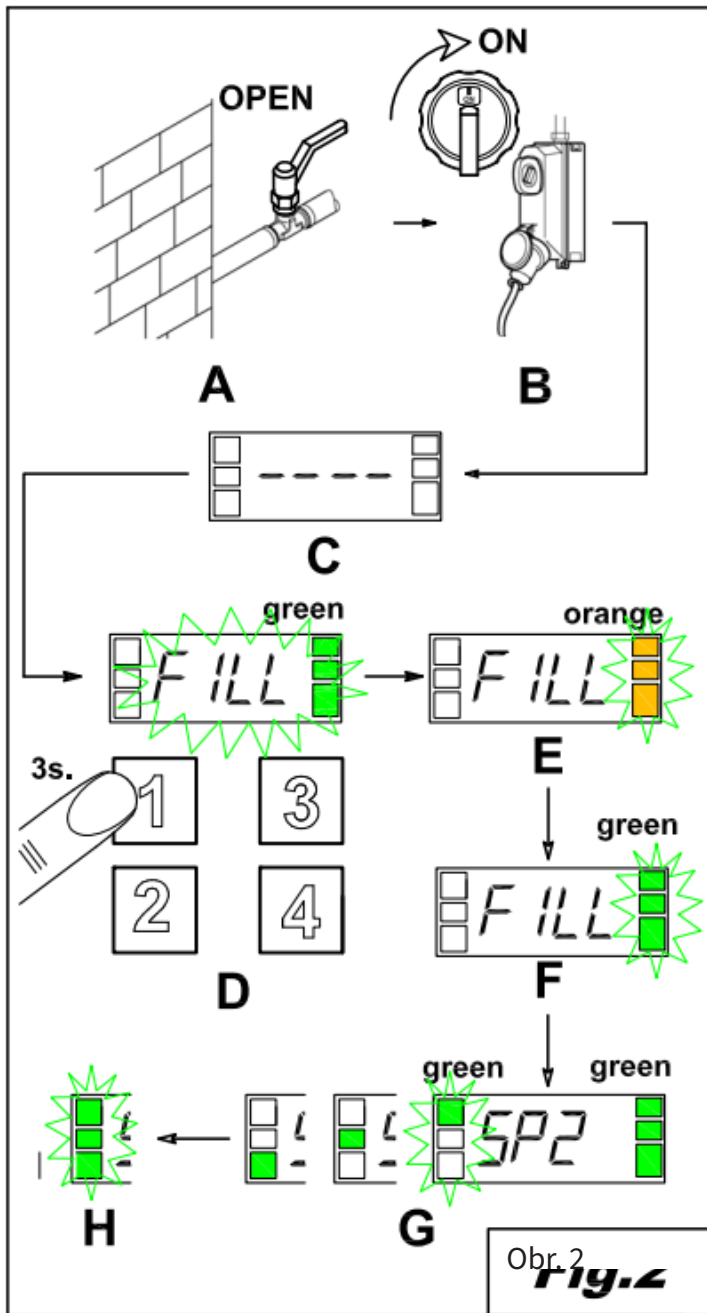 ON
OPEN
ON
A
B
- - - -
C
green
orange
FILL
FILL
3s.
1
3
E
green
2
4
FILL
D
F
green
green
SP2
H
G
Obr. 2
Fig.2